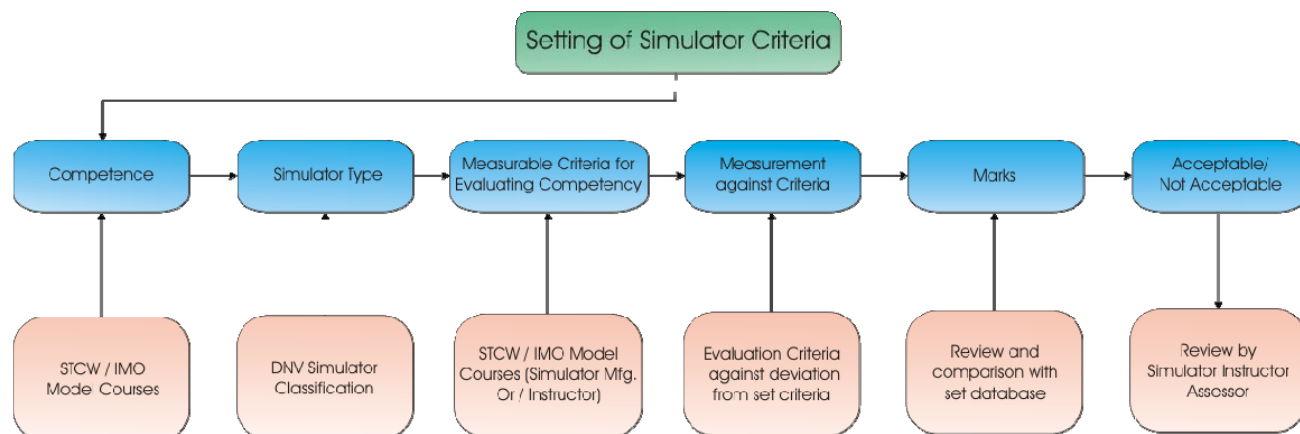 Setting of Simulator Criteria
Competence
Simulator Type
Measurable Criteria for
Evaluating Competency
Measurement
against Criteria
Marks
Acceptable/
Not Acceptable
STCW / IMO
Model Courses
DNV Simulator
Classification
STCW / IMO Model
Courses (Simulator Mfg.
Or / Instructor)
Evaluation Criteria
against deviation
from set criteria
Review and
comparison with
set database
Review by
Simulator Instructor
Assessor